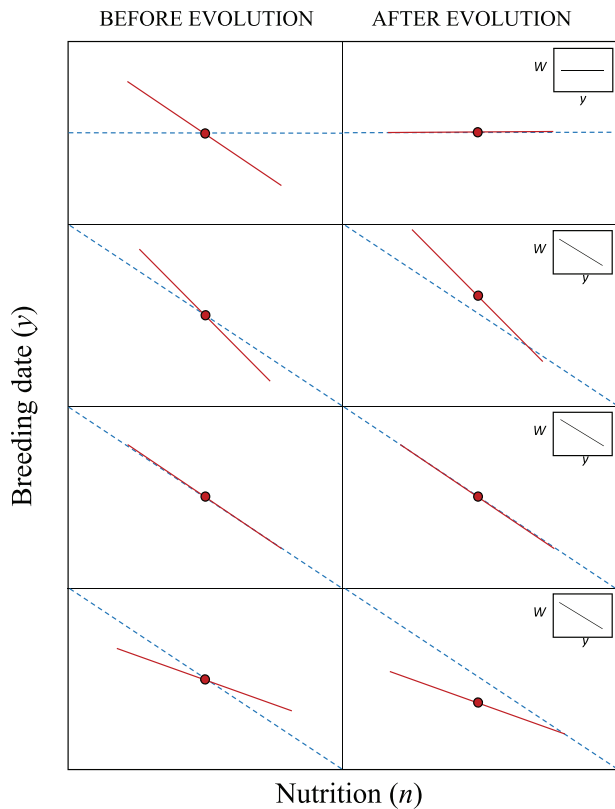 BEFORE EVOLUTION
AFTER EVOLUTION
W
y
W
y
W
y
W
y
Breeding date (y)
Nutrition (n)